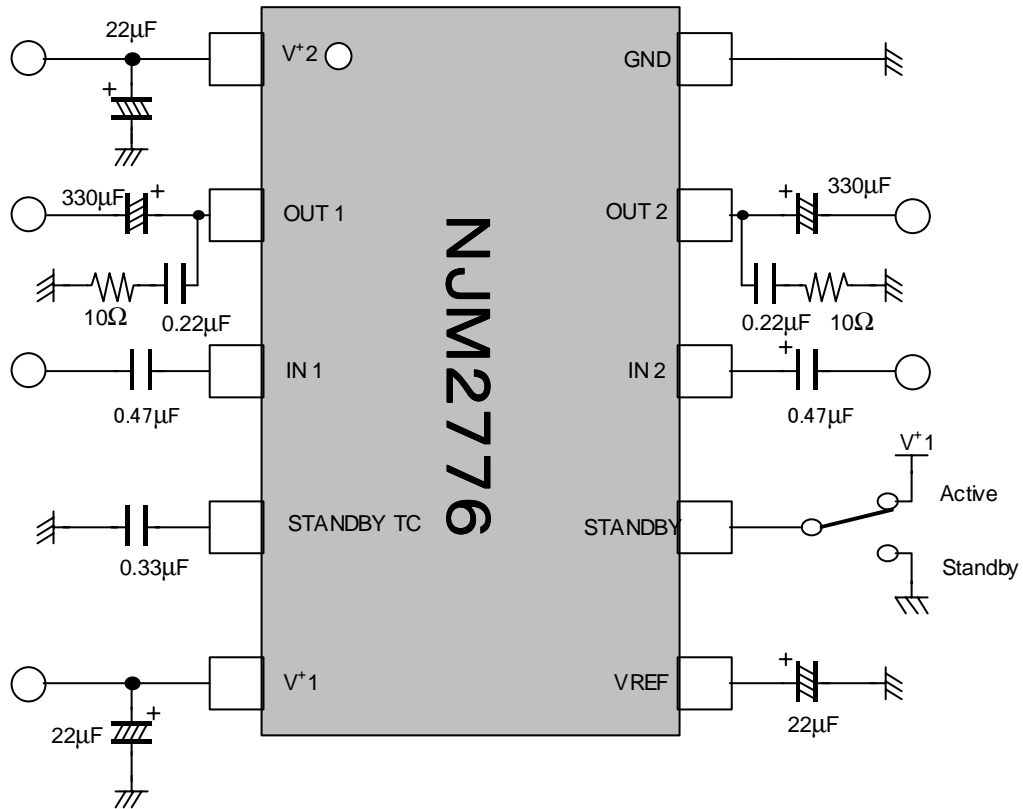 22μF
V+2
GND
+
330μF
+
OUT 1
OUT 2
+
330μF
10Ω
0.22μF
0.22μF
10Ω
NJM2776
IN 1
IN 2
+
0.47μF
0.47μF
V+1
Active
STANDBY TC
STANDBY
0.33μF
Standby
V+1
VREF
+
22μF
+
22μF